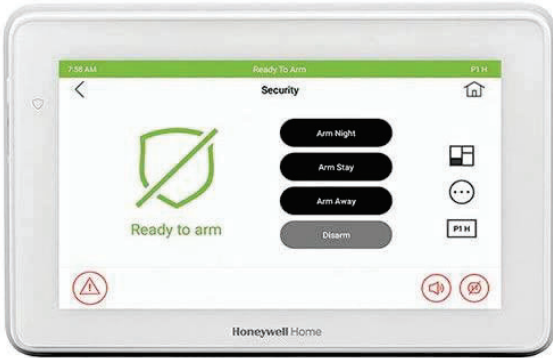 7:58 AM Ready To Arm P1 H
Security
Arm Night
Arm Stay
Arm Away
Disarm
Ready to arm
P1 H
Honeywell Home